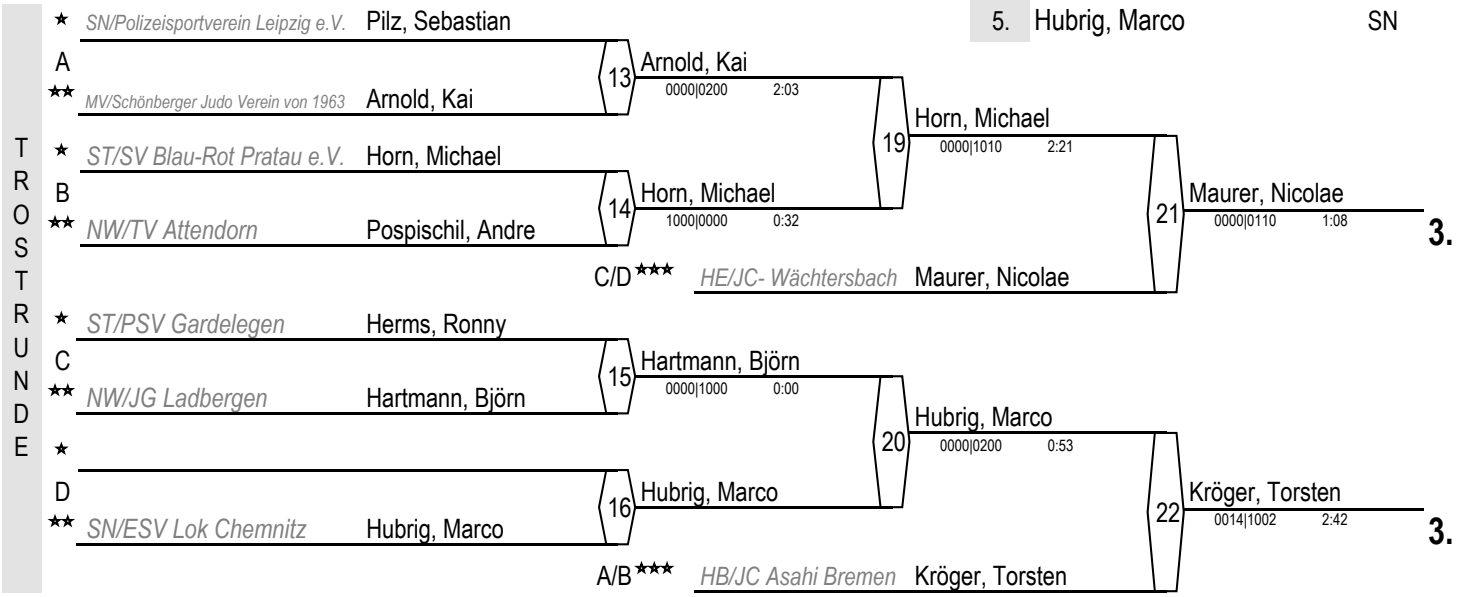 ★ SN/Polizeisportverein Leipzig e.V. Pilz, Sebastian
5. Hubrig, Marco SN
A
13 Arnold, Kai
0000|0200 2:03
★★ MV/Schönberger Judo Verein von 1963 Arnold, Kai
19 Horn, Michael
0000|1010 2:21
★ ST/SV Blau-Rot Pratau e.V. Horn, Michael
B
14 Horn, Michael
1000|0000 0:32
21 Maurer, Nicolae
0000|0110 1:08
3.
★★ NW/TV Attendorn Pospischil, Andre
C/D ★★★ HE/JC- Wächtersbach Maurer, Nicolae
TROSTRUNDE
★ ST/PSV Gardelegen Herms, Ronny
C
15 Hartmann, Björn
0000|1000 0:00
★★ NW/JG Ladbergen Hartmann, Björn
20 Hubrig, Marco
0000|0200 0:53
★
D
16 Hubrig, Marco
22 Kröger, Torsten
0014|1002 2:42
3.
★★ SN/ESV Lok Chemnitz Hubrig, Marco
A/B ★★★ HB/JC Asahi Bremen Kröger, Torsten